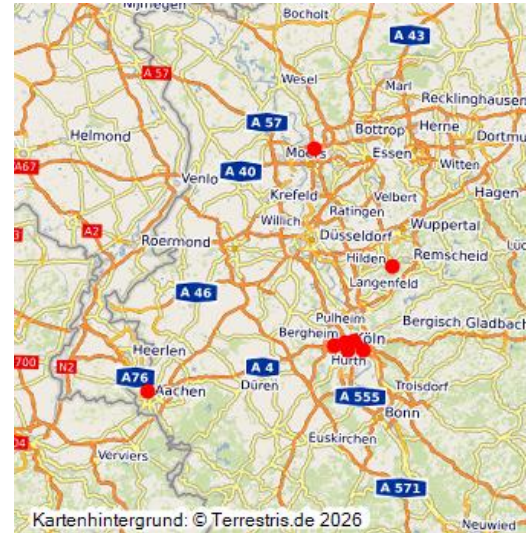 Nijmegen
Bocholt
A 43
A 57
Wesel
Marl
Recklinghausen
A 57
Bottrop
Herne
Dortmu
Helmond
Moers
A67
A 40
Essen
Witten
Venlo
Krefeld
Velbert
Hagen
Ratingen
Willich
Wuppertal
A2
Düsseldorf
Roermond
Hilden
Remscheid
Langenfeld
A 46
Pulheim
Bergisch Gladbach
Bergheim
Köln
Heerlen
Hürth
700
N2
A76
A 4
Aachen
Düren
Troisdorf
A 555
Bonn
Euskirchen
Verviers
A 571
Kartenhintergrund: © Terrestris.de 2026
Neuwied